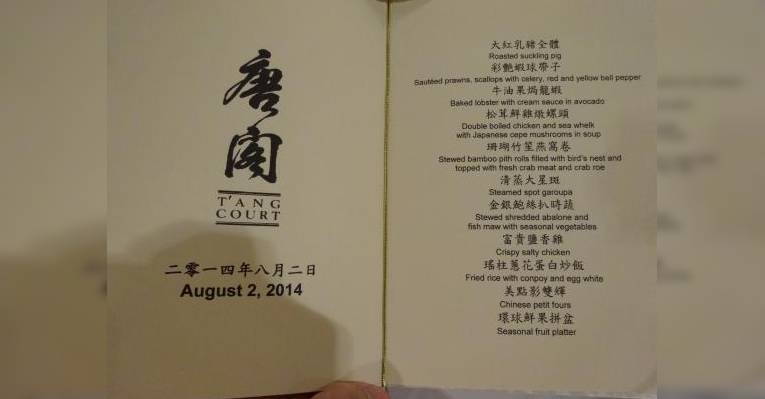 唐阁
T'ANG
COURT
二零一四年八月二日
August 2, 2014
大紅乳豬全體
Roasted suckling pig
彩艷蝦球帶子
Sautéed prawns, scallops with celery, red and yellow bell pepper
牛油果焗龍蝦
Baked lobster with cream sauce in avocado
松茸鮮雞燉螺頭
Double boiled chicken and sea whelk
with Japanese cepe mushrooms in soup
珊瑚竹笙燕窩卷
Stewed bamboo pith rolls filled with bird's nest and
topped with fresh crab meat and crab roe
清蒸大星斑
Steamed spot garoupa
金銀鮑絲扒時蔬
Stewed shredded abalone and
fish maw with seasonal vegetables
富貴鹽香雞
Crispy salty chicken
瑤柱蔥花蛋白炒飯
Fried rice with conpoy and egg white
美點影雙輝
Chinese petit fours
環球鮮果拼盆
Seasonal fruit platter